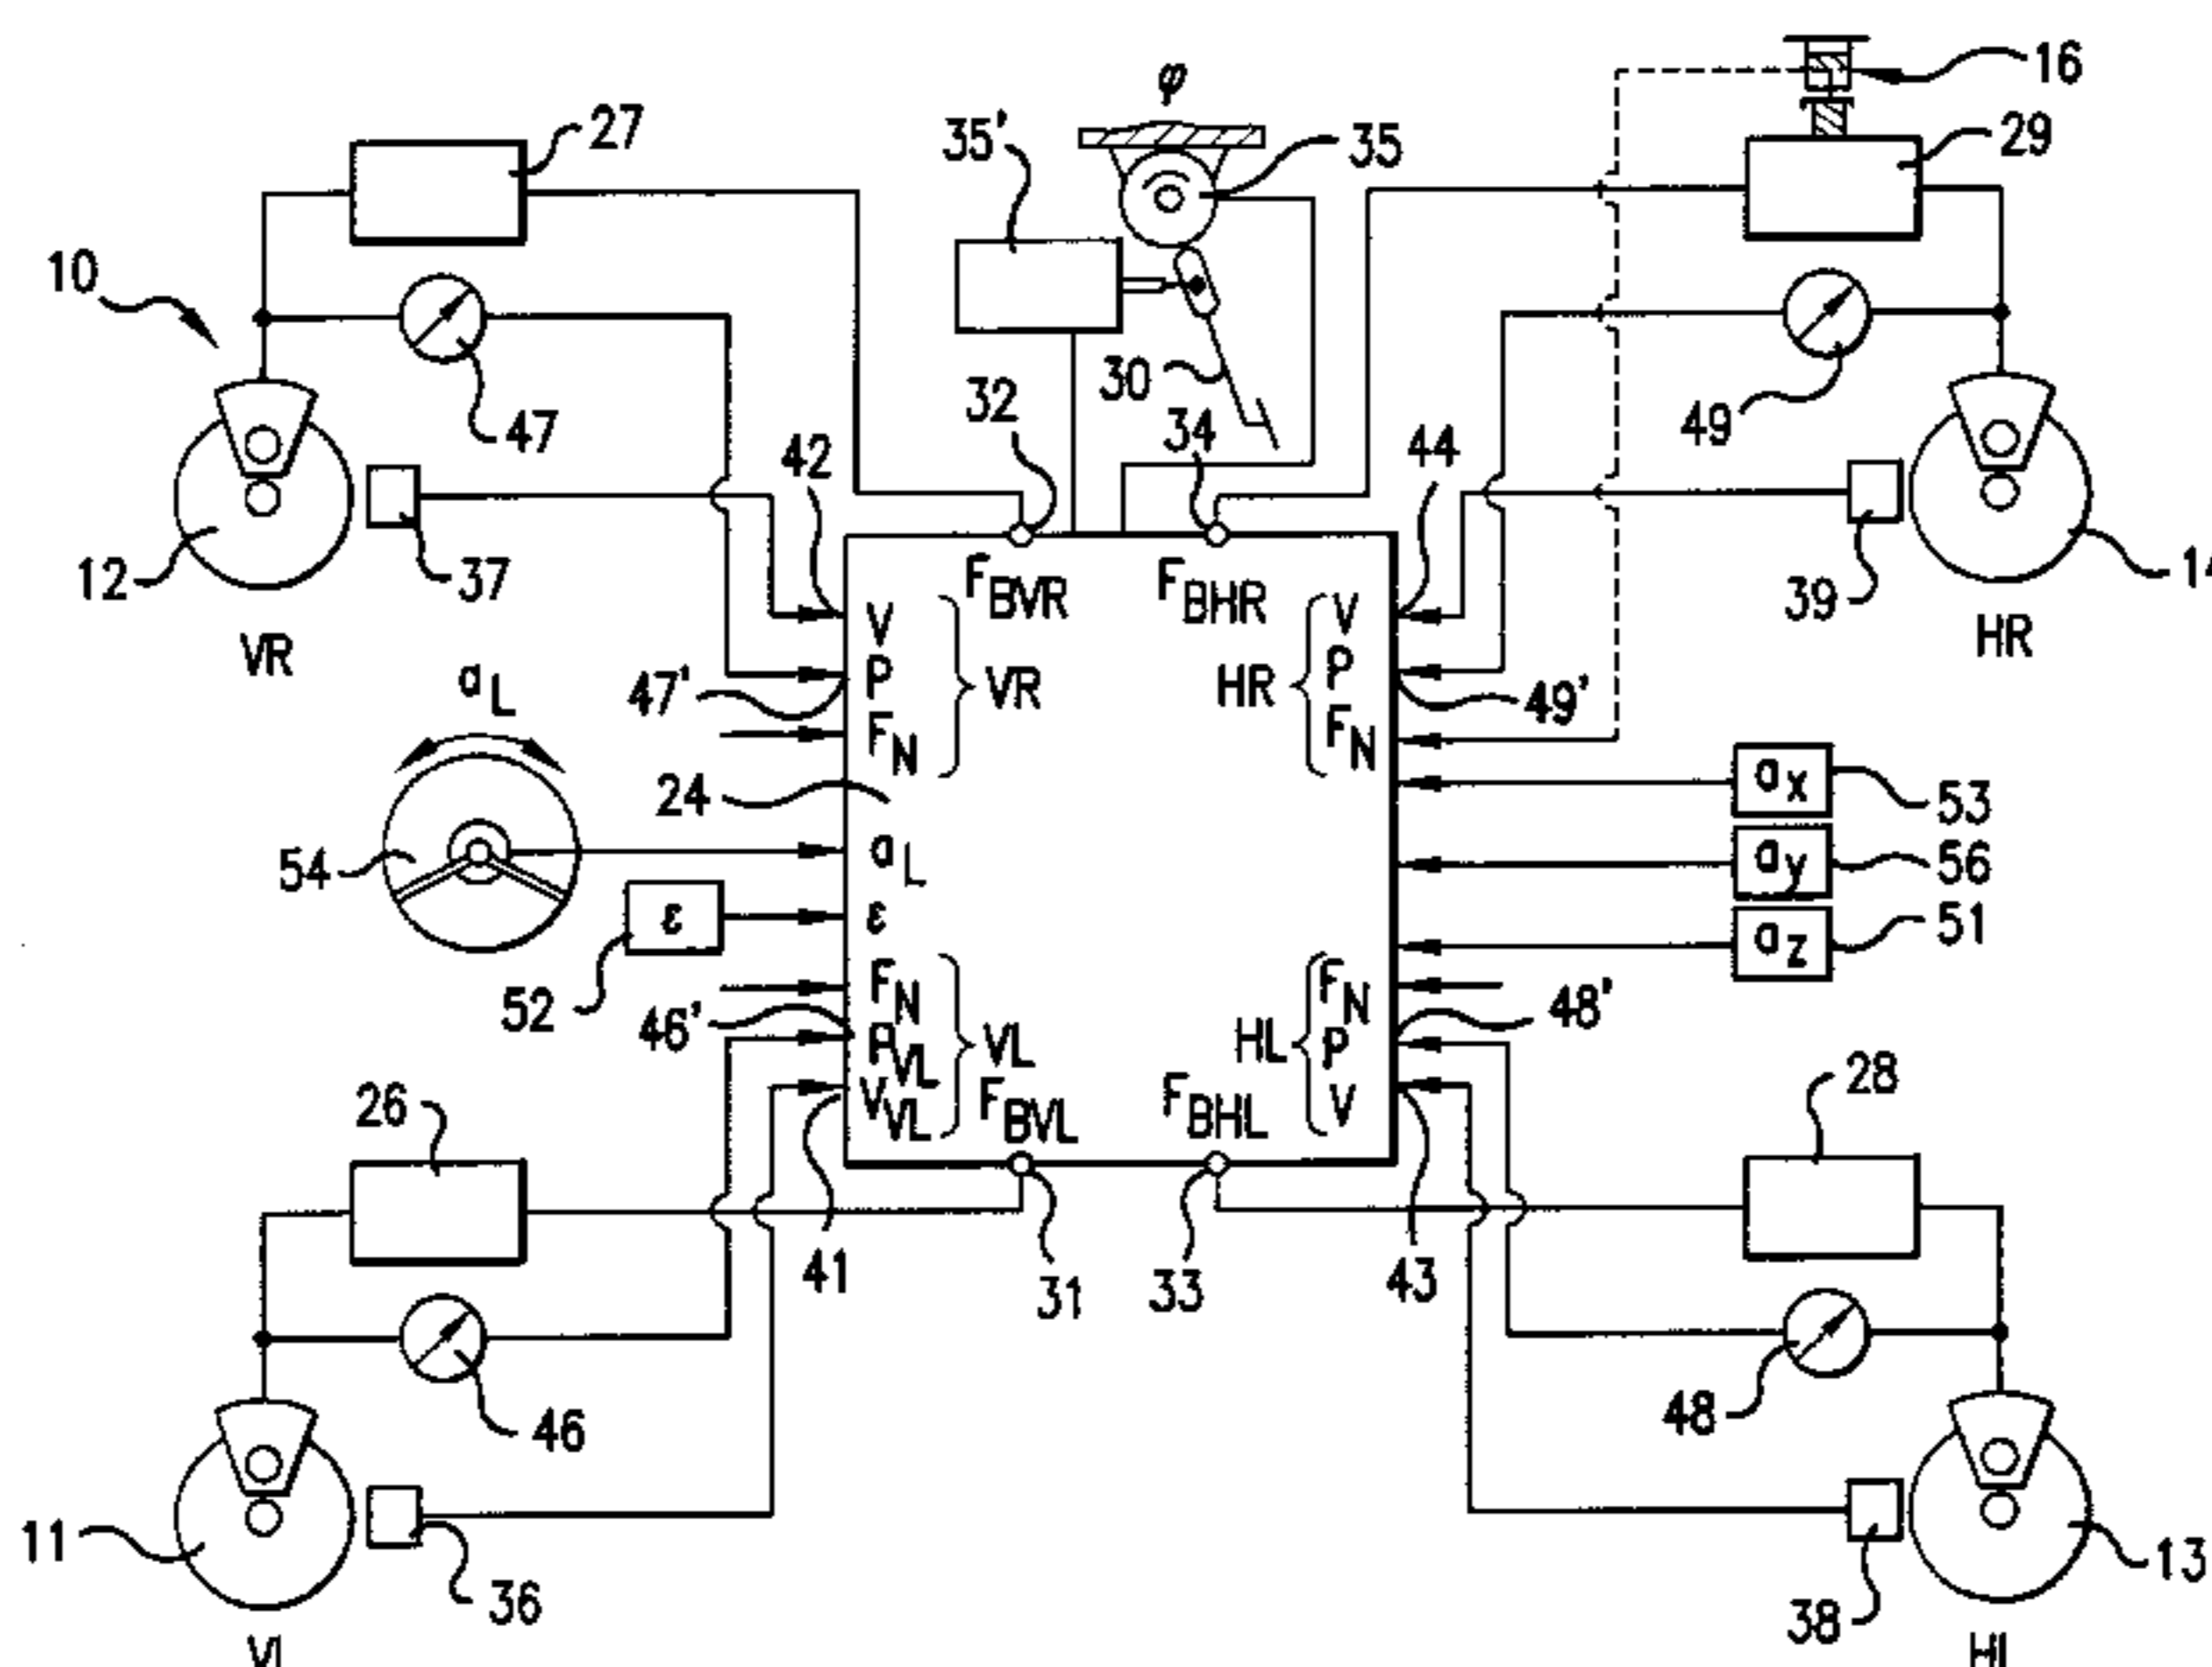 φ
16
27
35'
35
29
10
30
32
34
47
42
44
49
12
37
39
14
VR
HR
F_BVR
F_BHR
V
P
F_N
VR
HR
V
P
F_N
47'
49'
a_L
24
54
a_L
ε
52
ε
a_x
53
a_y
56
a_z
51
F_N
P_VL
V_VL
VL
F_BVL
F_BHL
HL
F_N
P
V
46'
48'
26
28
41
31
33
43
46
48
11
36
38
13
VL
HL